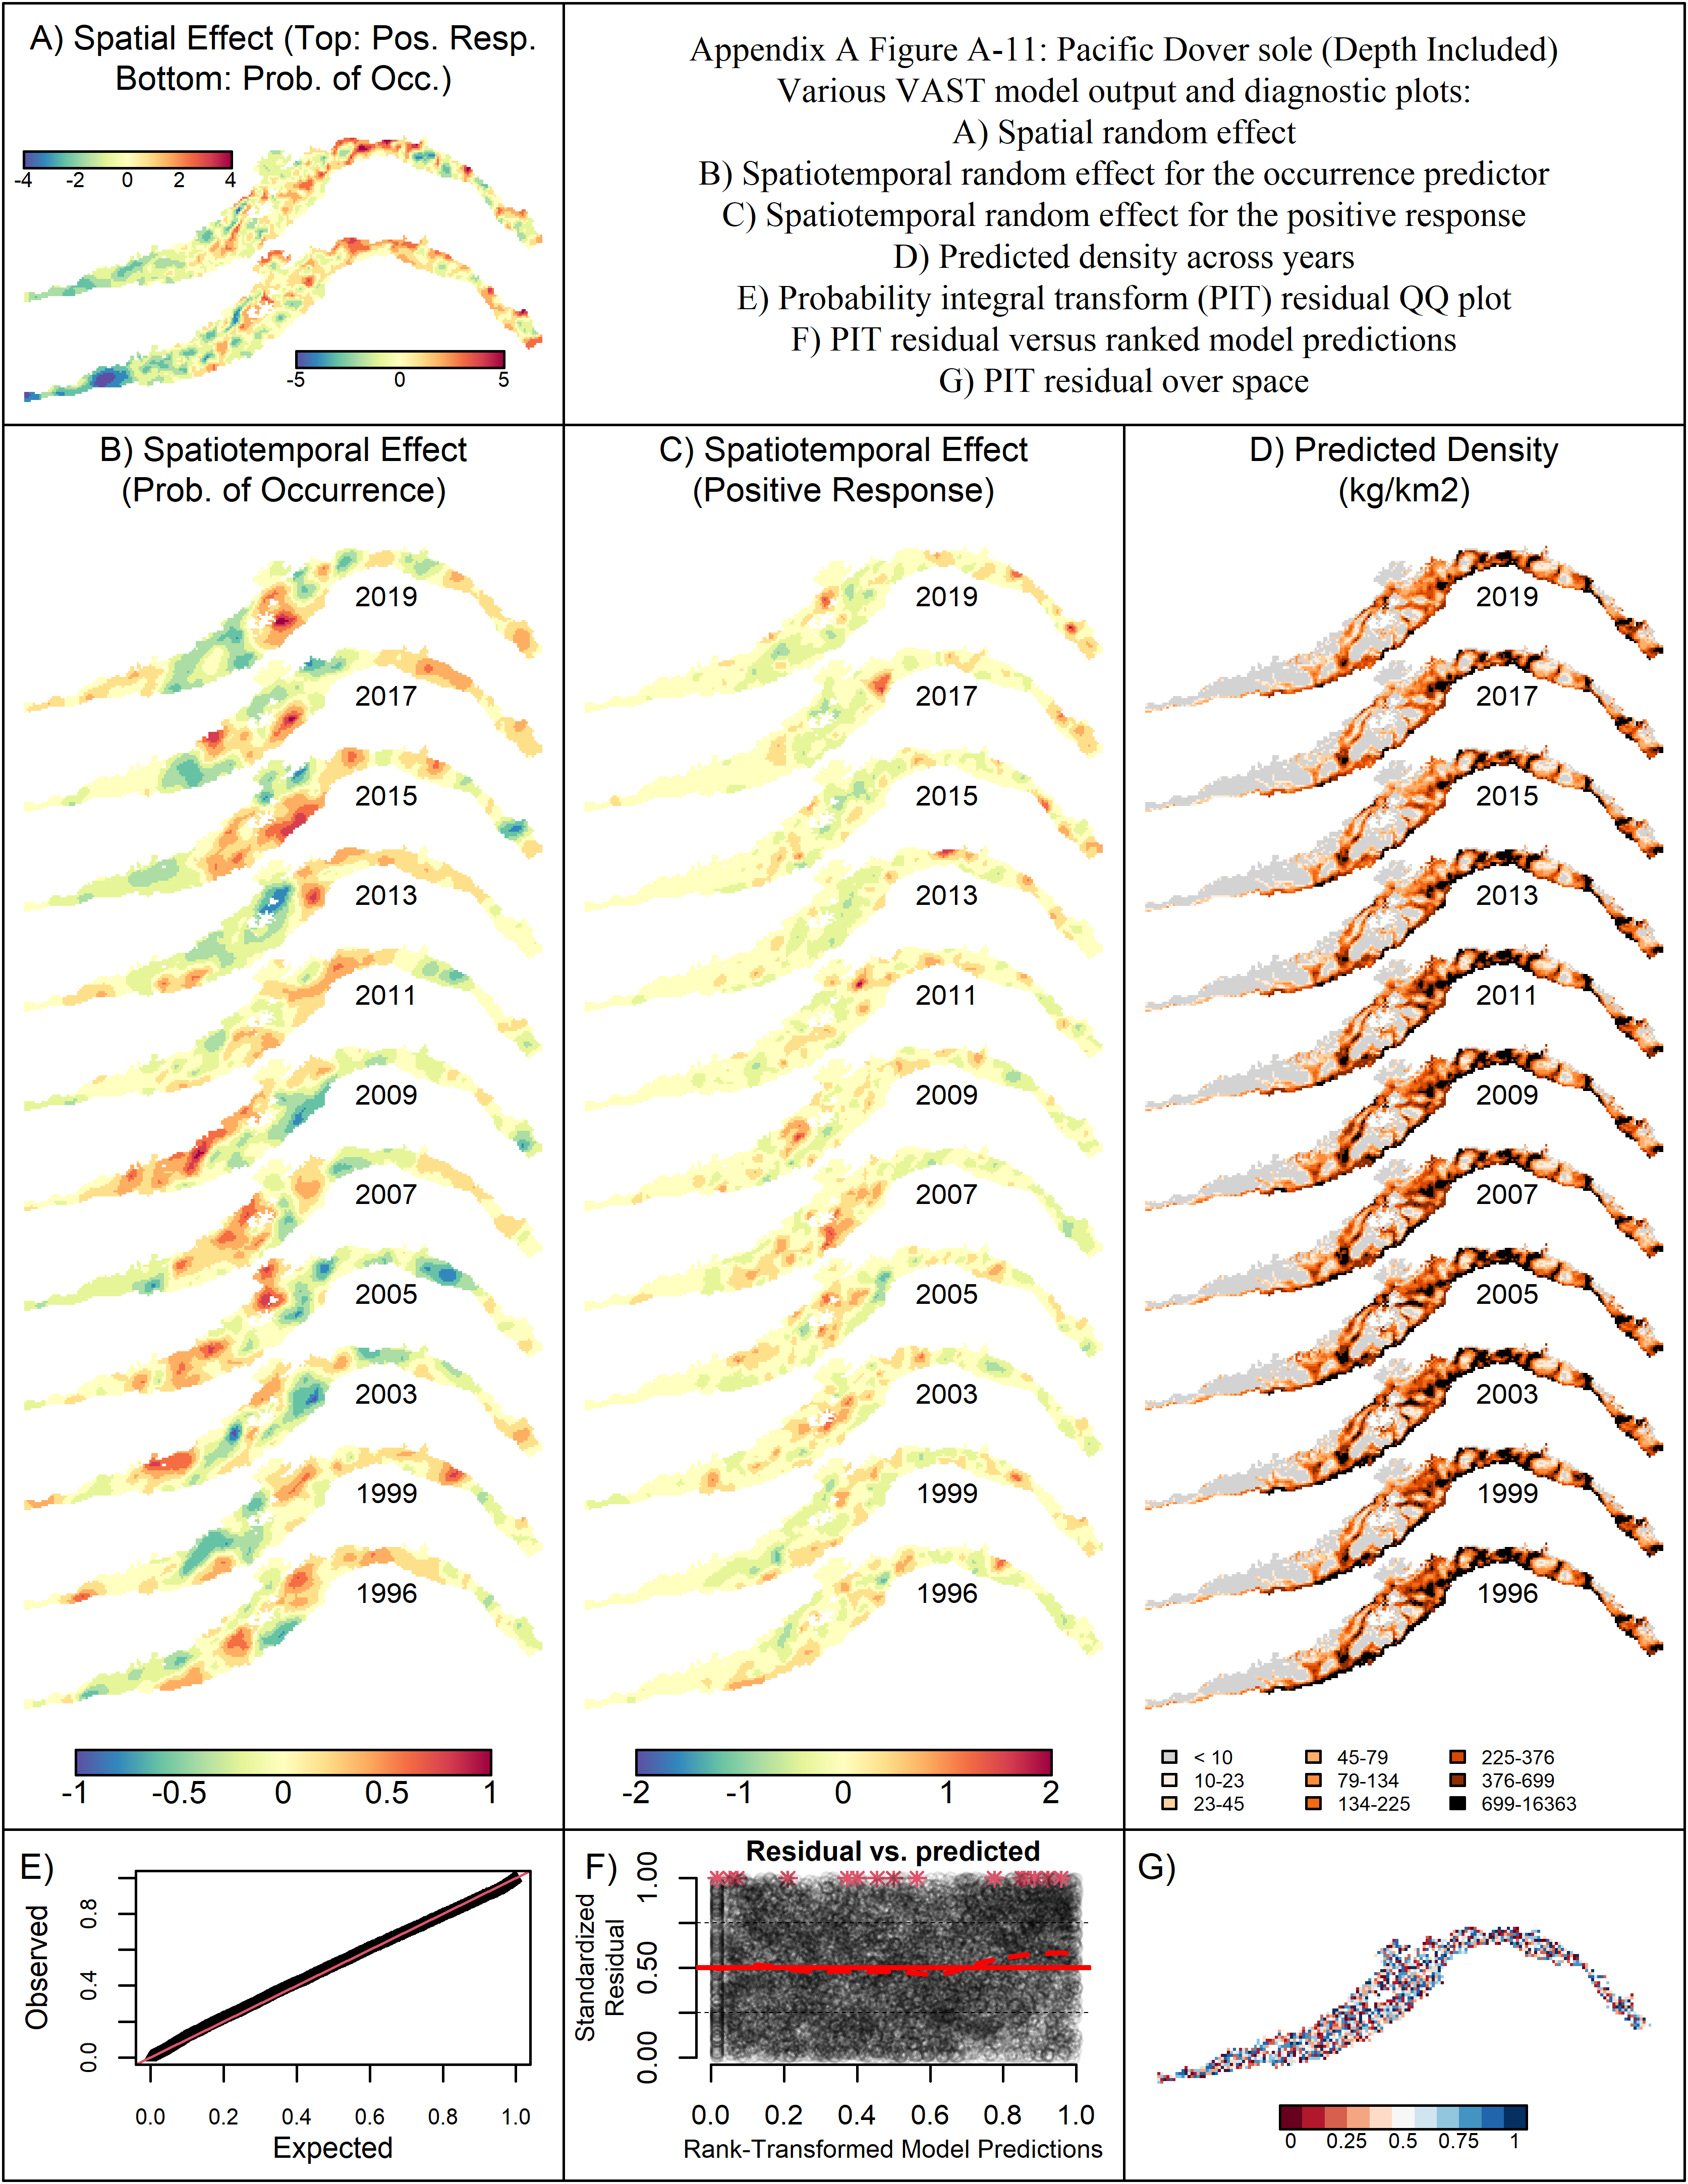 A) Spatial Effect (Top: Pos. Resp.
Bottom: Prob. of Occ.)
-4 -2 0 2 4
-5 0 5
Appendix A Figure A-11: Pacific Dover sole (Depth Included)
Various VAST model output and diagnostic plots:
A) Spatial random effect
B) Spatiotemporal random effect for the occurrence predictor
C) Spatiotemporal random effect for the positive response
D) Predicted density across years
E) Probability integral transform (PIT) residual QQ plot
F) PIT residual versus ranked model predictions
G) PIT residual over space
B) Spatiotemporal Effect
(Prob. of Occurrence)
2019
2017
2015
2013
2011
2009
2007
2005
2003
1999
1996
-1 -0.5 0 0.5 1
C) Spatiotemporal Effect
(Positive Response)
2019
2017
2015
2013
2011
2009
2007
2005
2003
1999
1996
-2 -1 0 1 2
D) Predicted Density
(kg/km2)
2019
2017
2015
2013
2011
2009
2007
2005
2003
1999
1996
< 10 45-79 225-376
10-23 79-134 376-699
23-45 134-225 699-16363
E)
Observed
0.0 0.4 0.8
0.0 0.2 0.4 0.6 0.8 1.0
Expected
F)
Residual vs. predicted
Standardized
Residual
0.00 0.50 1.00
0.0 0.2 0.4 0.6 0.8 1.0
Rank-Transformed Model Predictions
G)
0 0.25 0.5 0.75 1